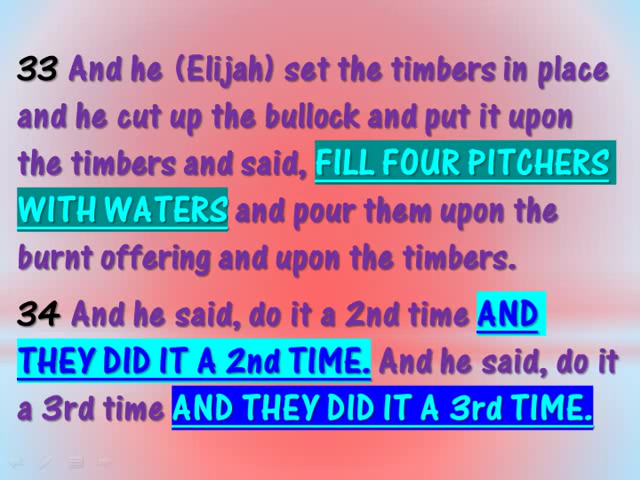 33 And he (Elijah) set the timbers in place
and he cut up the bullock and put it upon
the timbers and said, FILL FOUR PITCHERS
WITH WATERS and pour them upon the
burnt offering and upon the timbers.
34 And he said, do it a 2nd time AND
THEY DID IT A 2nd TIME. And he said, do it
a 3rd time AND THEY DID IT A 3rd TIME.